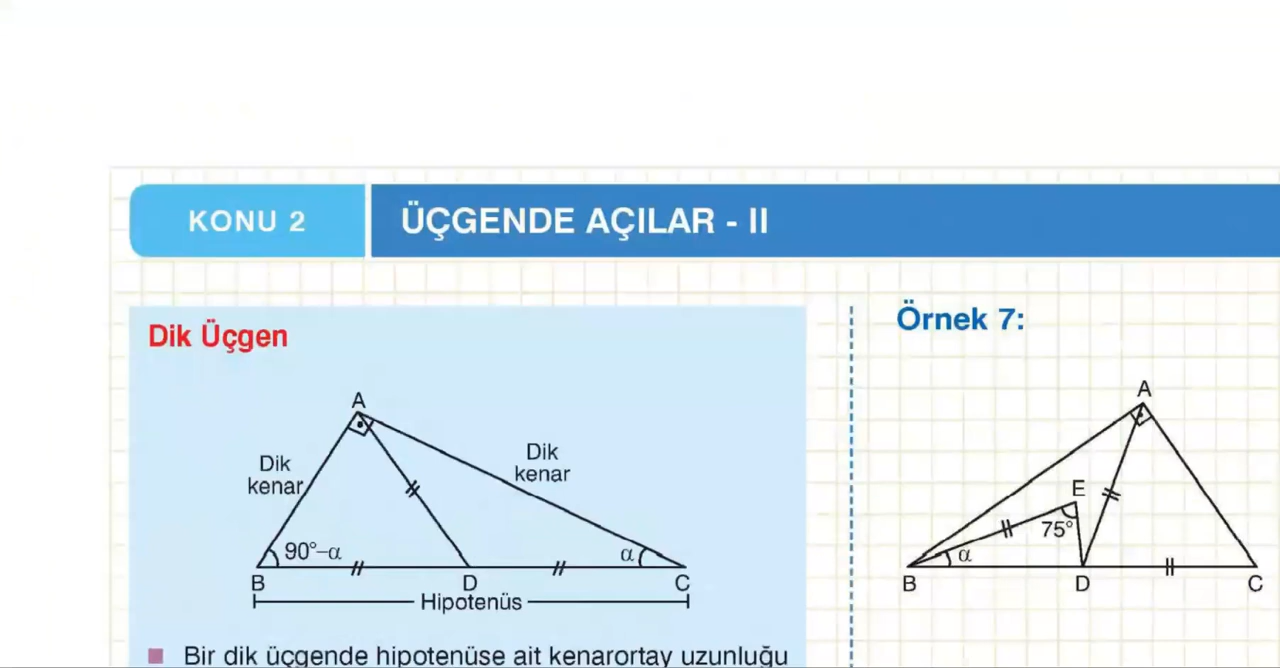 KONU 2
ÜÇGENDE AÇILAR - II
Dik Üçgen
A
Dik
kenar
Dik
kenar
90°–α
α
B
D
C
Hipotenüs
Bir dik üçgende hipotenüse ait kenarortay uzunluğu
Örnek 7:
A
E
75°
α
B
D
C